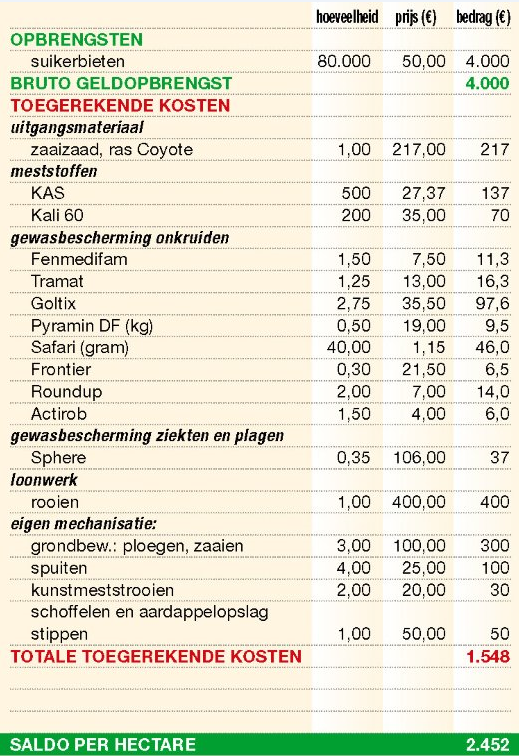 hoeveelheid prijs (€) bedrag (€)
OPBRENGSTEN
suikerbieten 80.000 50,00 4.000
BRUTO GELDOPBRENGST 4.000
TOEGEREKENDE KOSTEN
uitgangsmateriaal
zaaizaad, ras Coyote 1,00 217,00 217
meststoffen
KAS 500 27,37 137
Kali 60 200 35,00 70
gewasbescherming onkruiden
Fenmedifam 1,50 7,50 11,3
Tramat 1,25 13,00 16,3
Goltix 2,75 35,50 97,6
Pyramin DF (kg) 0,50 19,00 9,5
Safari (gram) 40,00 1,15 46,0
Frontier 0,30 21,50 6,5
Roundup 2,00 7,00 14,0
Actirob 1,50 4,00 6,0
gewasbescherming ziekten en plagen
Sphere 0,35 106,00 37
loonwerk
rooien 1,00 400,00 400
eigen mechanisatie:
grondbew.: ploegen, zaaien 3,00 100,00 300
spuiten 4,00 25,00 100
kunstmeststrooien 2,00 20,00 30
schoffelen en aardappelopslag
stippen 1,00 50,00 50
TOTALE TOEGEREKENDE KOSTEN 1.548
SALDO PER HECTARE 2.452